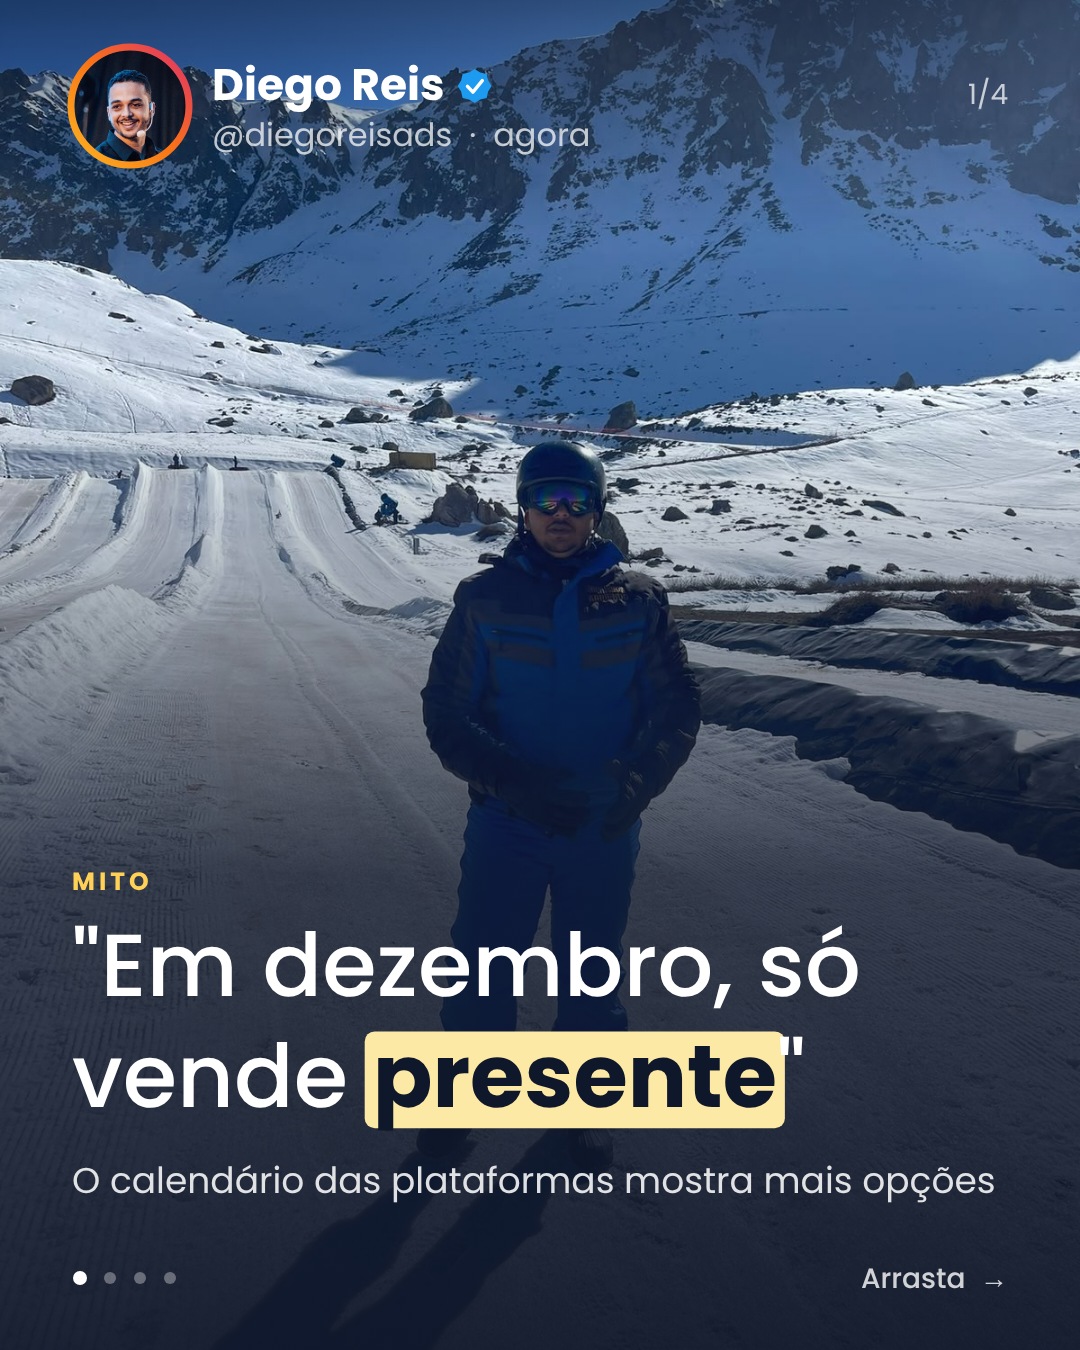 Diego Reis
@diegoreisads · agora
1/4
MITO
"Em dezembro, só
vende presente"
O calendário das plataformas mostra mais opções
Arrasta →